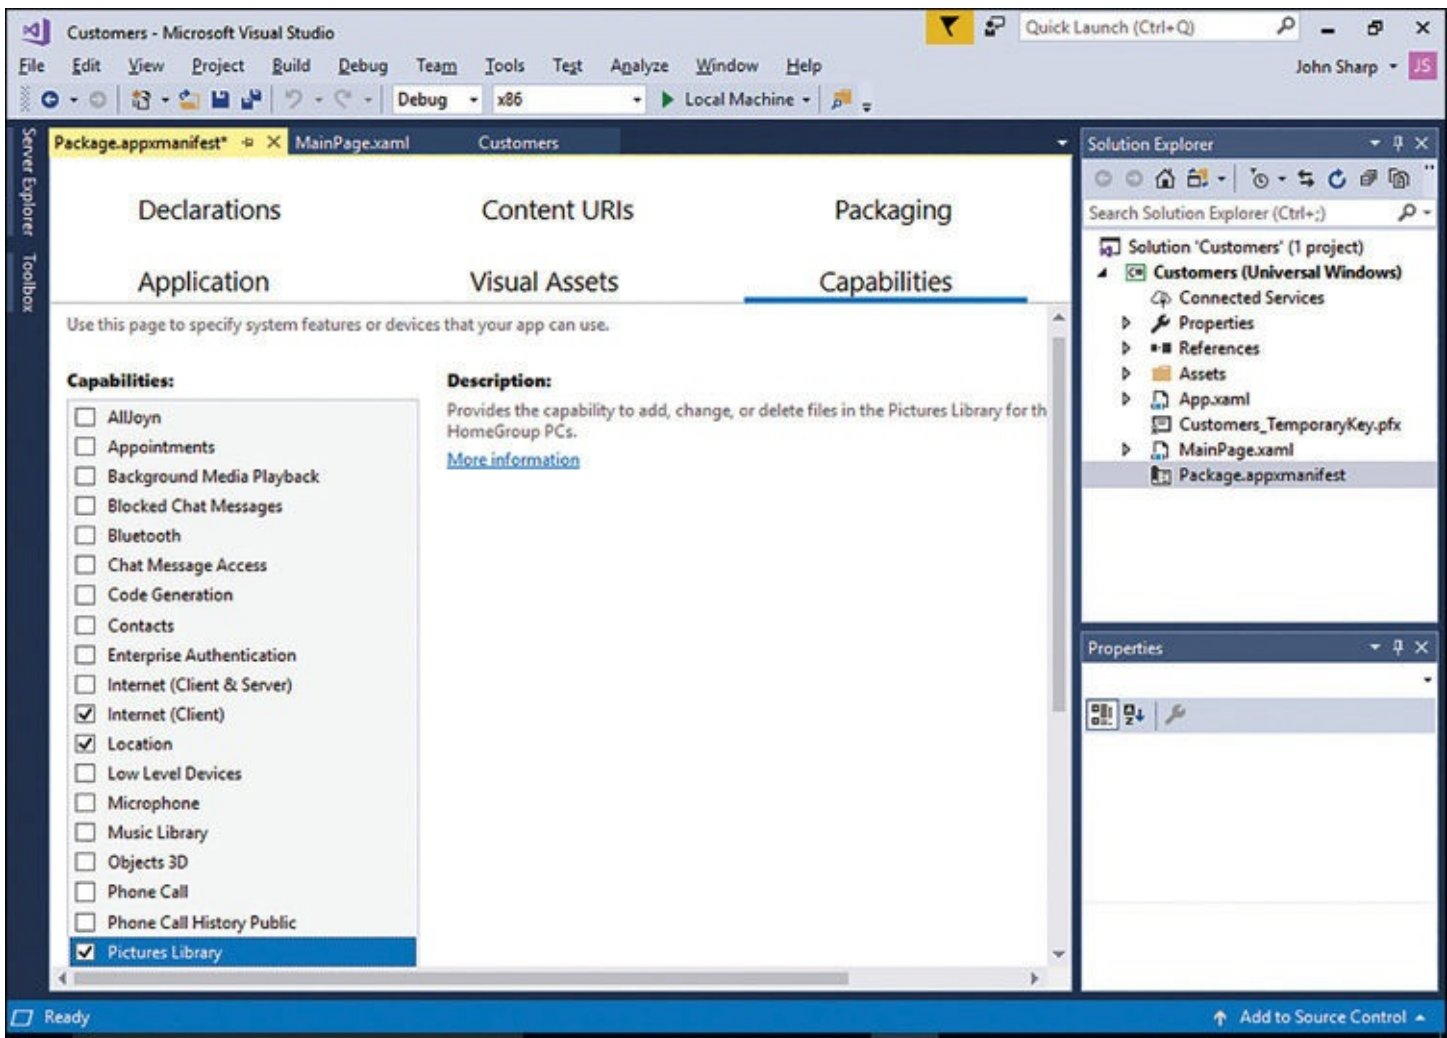 Customers - Microsoft Visual Studio
Quick Launch (Ctrl+Q)
File Edit View Project Build Debug Team Tools Test Analyze Window Help
John Sharp JS
Debug x86 Local Machine
Server Explorer
Toolbox
Package.appxmanifest* MainPage.xaml Customers
Declarations Content URIs Packaging
Application Visual Assets Capabilities
Use this page to specify system features or devices that your app can use.
Capabilities:
AllJoyn
Appointments
Background Media Playback
Blocked Chat Messages
Bluetooth
Chat Message Access
Code Generation
Contacts
Enterprise Authentication
Internet (Client & Server)
Internet (Client)
Location
Low Level Devices
Microphone
Music Library
Objects 3D
Phone Call
Phone Call History Public
Pictures Library
Description:
Provides the capability to add, change, or delete files in the Pictures Library for th
HomeGroup PCs.
More information
Solution Explorer
Search Solution Explorer (Ctrl+;)
Solution 'Customers' (1 project)
C# Customers (Universal Windows)
Connected Services
Properties
References
Assets
App.xaml
Customers_TemporaryKey.pfx
MainPage.xaml
Package.appxmanifest
Properties
Ready
Add to Source Control